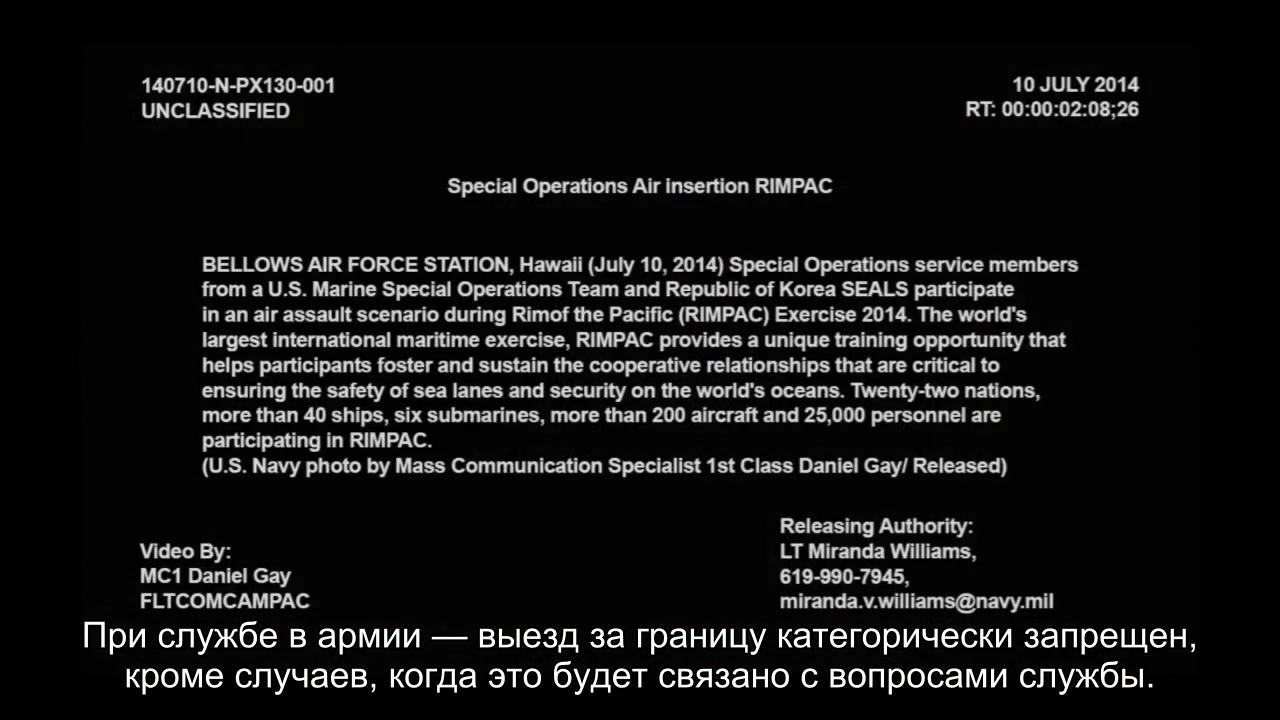 140710-N-PX130-001
UNCLASSIFIED
10 JULY 2014
RT: 00:00:02:08;26
Special Operations Air insertion RIMPAC
BELLOWS AIR FORCE STATION, Hawaii (July 10, 2014) Special Operations service members
from a U.S. Marine Special Operations Team and Republic of Korea SEALS participate
in an air assault scenario during Rimof the Pacific (RIMPAC) Exercise 2014. The world's
largest international maritime exercise, RIMPAC provides a unique training opportunity that
helps participants foster and sustain the cooperative relationships that are critical to
ensuring the safety of sea lanes and security on the world's oceans. Twenty-two nations,
more than 40 ships, six submarines, more than 200 aircraft and 25,000 personnel are
participating in RIMPAC.
(U.S. Navy photo by Mass Communication Specialist 1st Class Daniel Gay/ Released)
Video By:
MC1 Daniel Gay
FLTCOMCAMPAC
Releasing Authority:
LT Miranda Williams,
619-990-7945,
miranda.v.williams@navy.mil
При службе в армии — выезд за границу категорически запрещен,
кроме случаев, когда это будет связано с вопросами службы.